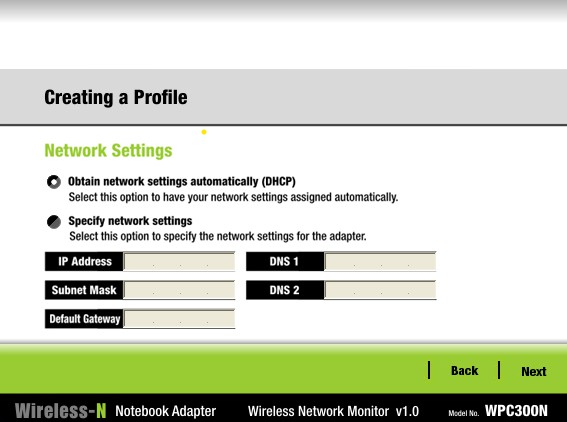 Creating a Profile
Network Settings
Obtain network settings automatically (DHCP)
Select this option to have your network settings assigned automatically.
Specify network settings
Select this option to specify the network settings for the adapter.
IP Address . . . DNS 1 . . .
Subnet Mask . . . DNS 2 . . .
Default Gateway . . .
Back Next
Wireless-N Notebook Adapter Wireless Network Monitor v1.0 Model No. WPC300N